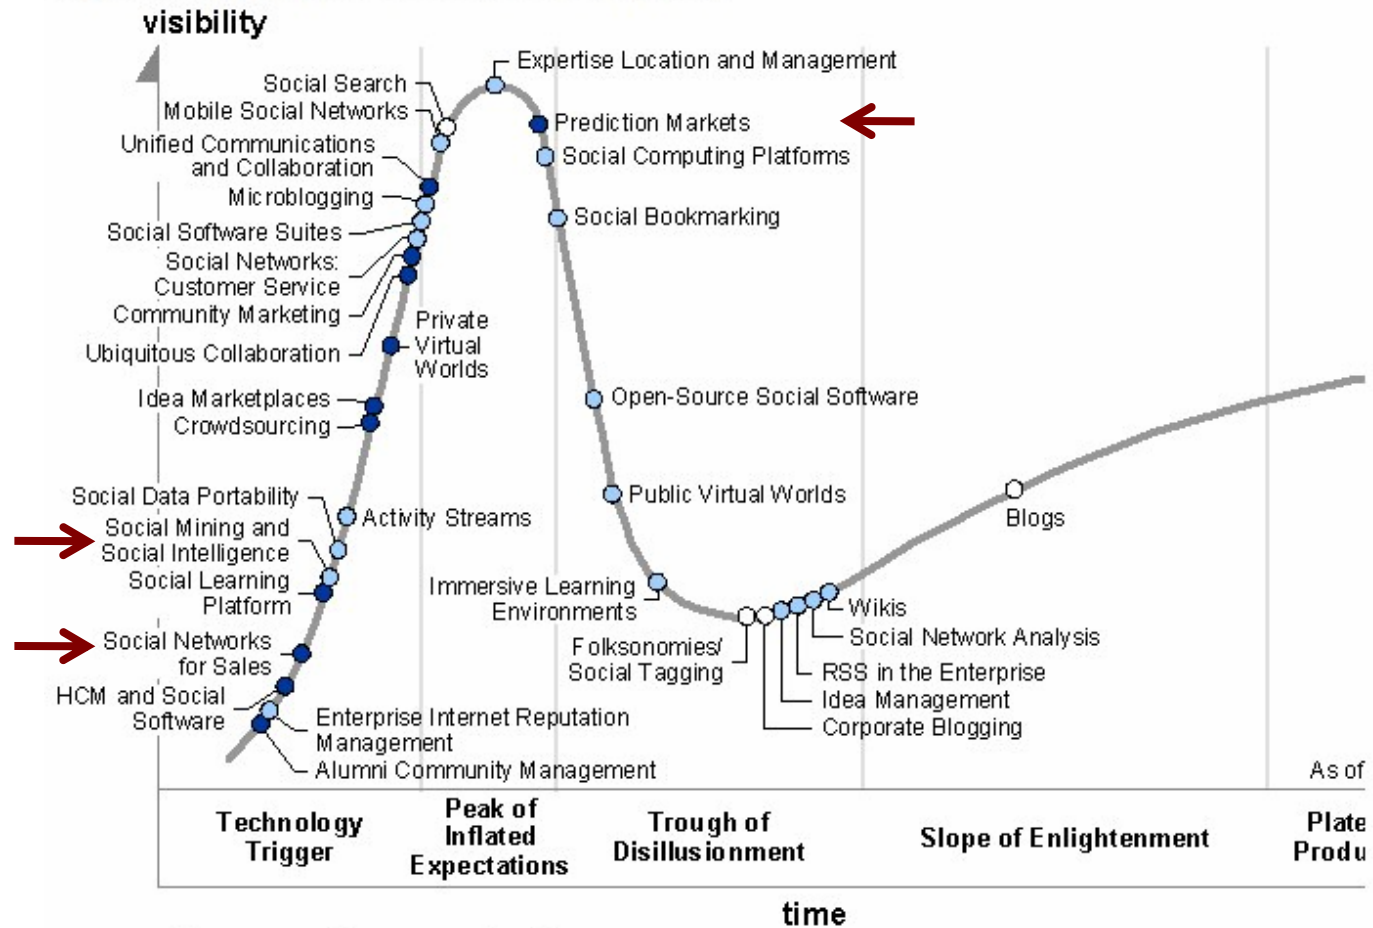 visibility
Expertise Location and Management
Social Search
Mobile Social Networks
Prediction Markets
Unified Communications
and Collaboration
Social Computing Platforms
Microblogging
Social Bookmarking
Social Software Suites
Social Networks:
Customer Service
Community Marketing
Private
Virtual
Worlds
Ubiquitous Collaboration
Idea Marketplaces
Open-Source Social Software
Crowdsourcing
Social Data Portability
Public Virtual Worlds
Activity Streams
Blogs
Social Mining and
Social Intelligence
Social Learning
Platform
Immersive Learning
Environments
Wikis
Social Network Analysis
Social Networks
for Sales
Folksonomies/
Social Tagging
RSS in the Enterprise
Idea Management
Corporate Blogging
HCM and Social
Software
Enterprise Internet Reputation
Management
Alumni Community Management
As of
Technology
Trigger
Peak of
Inflated
Expectations
Trough of
Disillusionment
Slope of Enlightenment
Plate
Produ
time